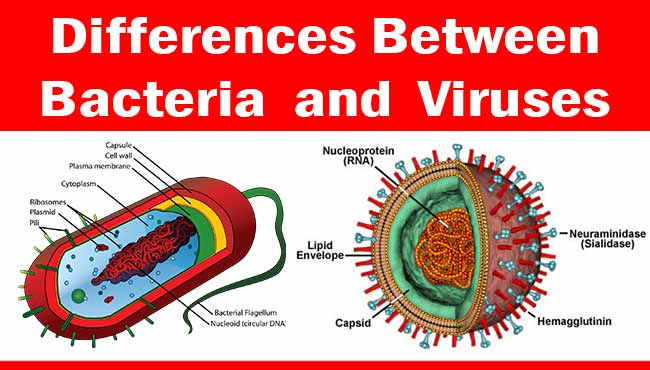 Differences Between
Bacteria and Viruses
Capsule
Cell wall
Plasma membrane
Cytoplasm
Ribosomes
Plasmid
Pili
Bacterial Flagellum
Nucleoid (circular DNA)
Nucleoprotein
(RNA)
Lipid
Envelope
Capsid
Neuraminidase
(Sialidase)
Hemagglutinin